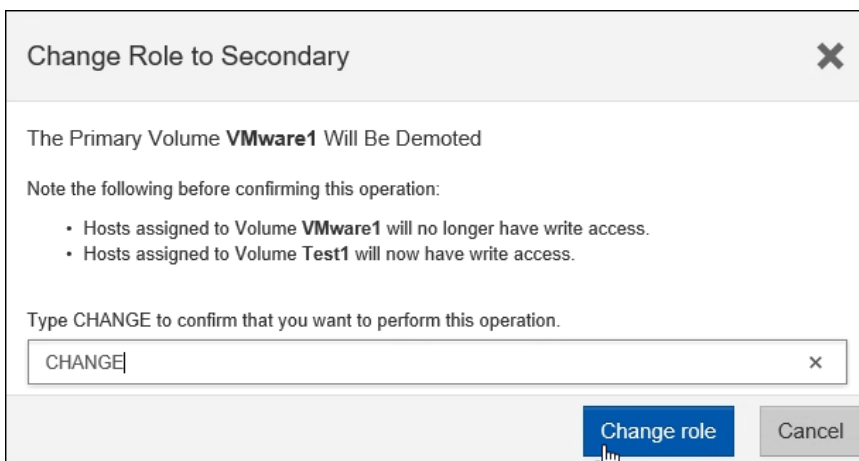 Change Role to Secondary
The Primary Volume VMware1 Will Be Demoted
Note the following before confirming this operation:
• Hosts assigned to Volume VMware1 will no longer have write access.
• Hosts assigned to Volume Test1 will now have write access.
Type CHANGE to confirm that you want to perform this operation.
CHANGE
Change role Cancel